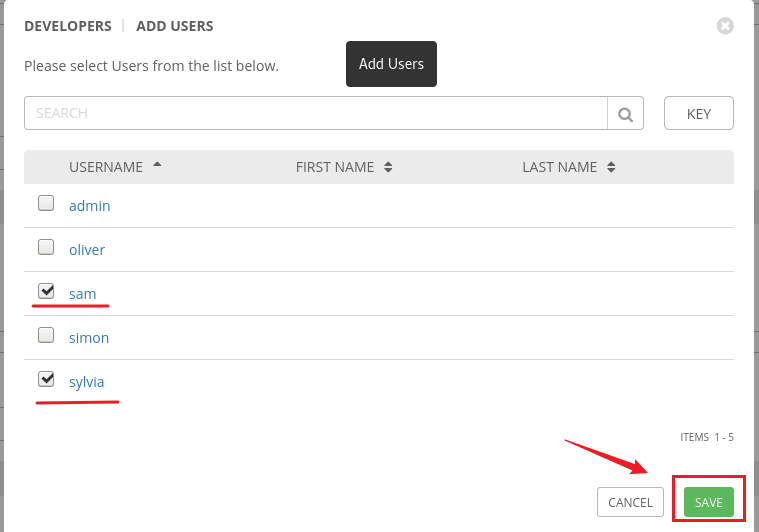 DEVELOPERS | ADD USERS
Please select Users from the list below.
Add Users
SEARCH
KEY
USERNAME FIRST NAME LAST NAME
admin
oliver
sam
simon
sylvia
ITEMS 1 - 5
CANCEL SAVE